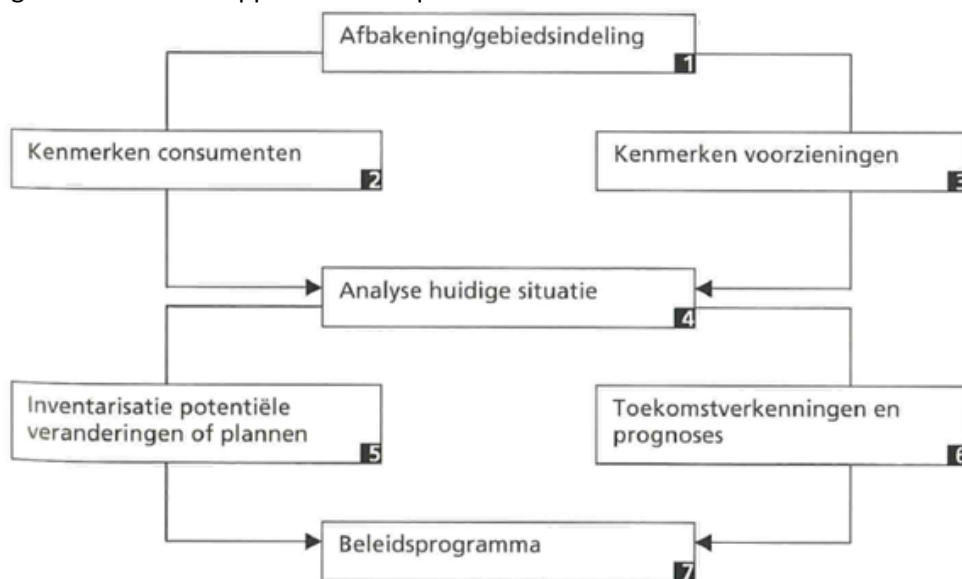 Afbakening/gebiedsindeling
1
Kenmerken consumenten
2
Kenmerken voorzieningen
3
Analyse huidige situatie
4
Inventarisatie potentiële
veranderingen of plannen
5
Toekomstverkenningen en
prognoses
6
Beleidsprogramma
7